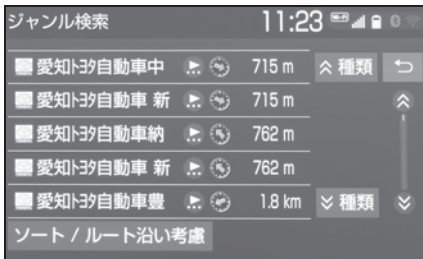 ジャンル検索 11:23
愛知トヨタ自動車中 715 m 種類
愛知トヨタ自動車 新 715 m
愛知トヨタ自動車納 762 m
愛知トヨタ自動車 新 762 m
愛知トヨタ自動車豊 1.8 km 種類
ソート / ルート沿い考慮